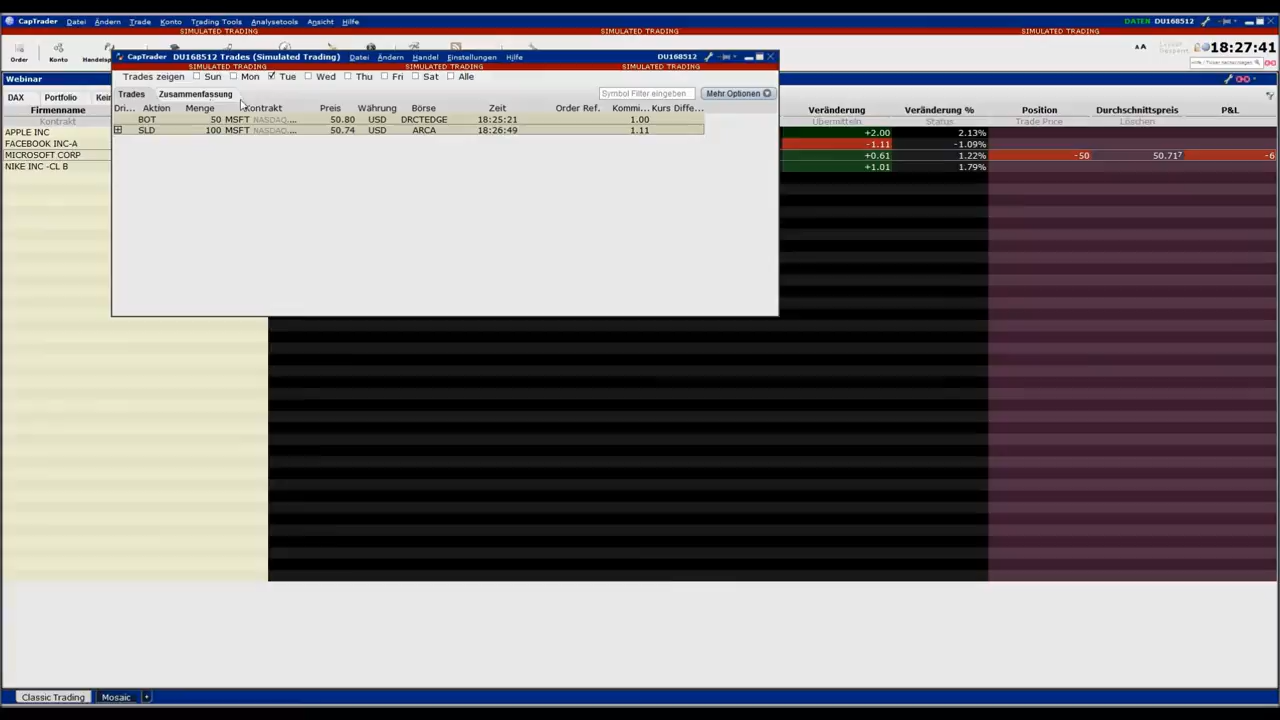 CapTrader Datei Ändern Trade Konto Trading Tools Analysetools Ansicht Hilfe DATEN DU168512
SIMULATED TRADING SIMULATED TRADING SIMULATED TRADING
Order Konto 18:27:41
CapTrader DU168512 Trades (Simulated Trading) Datei Ändern Handel Einstellungen Hilfe DU168512
SIMULATED TRADING SIMULATED TRADING SIMULATED TRADING
Webinar
Trades zeigen Sun Mon Tue Wed Thu Fri Sat Alle
Trades Zusammenfassung Symbol Filter eingeben Mehr Optionen
DAX Portfolio
Dri... Aktion Menge Kontrakt Preis Währung Börse Zeit Order Ref. Kommi... Kurs Diffe...
BOT 50 MSFT NASDAQ.... 50.80 USD DRCTEDGE 18:25:21 1.00
SLD 100 MSFT NASDAQ.... 50.74 USD ARCA 18:26:49 1.11
Firmenname Veränderung Veränderung % Position Durchschnittspreis P&L
Kontrakt Übermitteln Status Trade Price Löschen
APPLE INC +2.00 2.13%
FACEBOOK INC-A -1.11 -1.09%
MICROSOFT CORP +0.61 1.22% -50 50.717 -6
NIKE INC -CL B +1.01 1.79%
Classic Trading Mosaic +